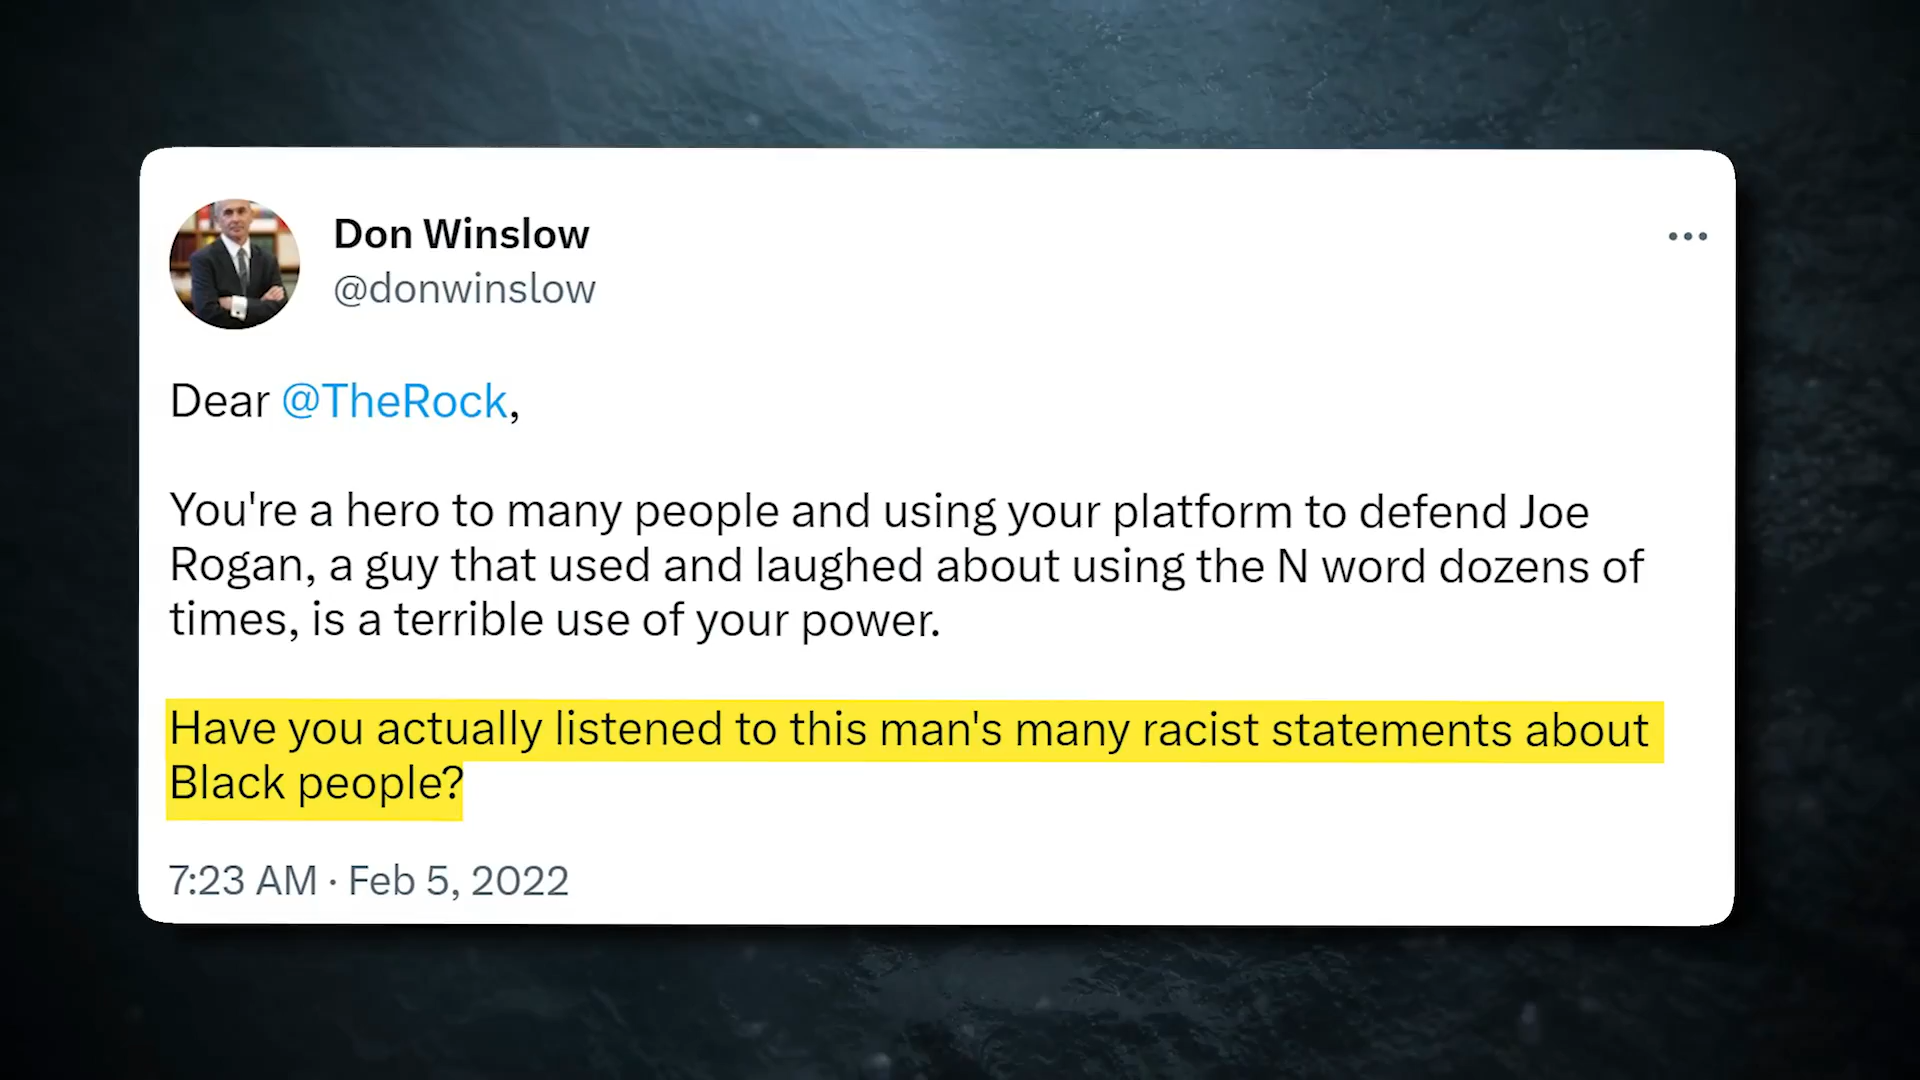 Don Winslow
@donwinslow
Dear @TheRock,
You're a hero to many people and using your platform to defend Joe
Rogan, a guy that used and laughed about using the N word dozens of
times, is a terrible use of your power.
Have you actually listened to this man's many racist statements about
Black people?
7:23 AM · Feb 5, 2022